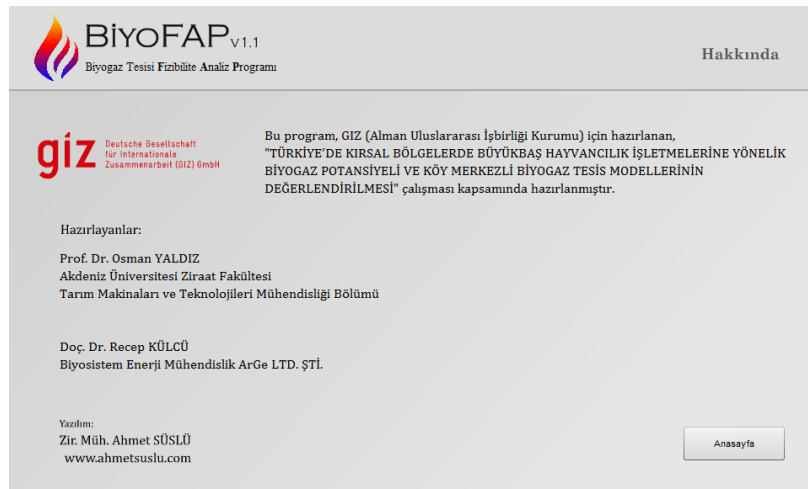 BİYOFAP v1.1
Biyogaz Tesisi Fizibilite Analiz Programı
Hakkında
giz Deutsche Gesellschaft
für Internationale
Zusammenarbeit (GIZ) GmbH
Bu program, GIZ (Alman Uluslararası İşbirliği Kurumu) için hazırlanan,
"TÜRKİYE'DE KIRSAL BÖLGELERDE BÜYÜKBAŞ HAYVANCILIK İŞLETMELERİNE YÖNELİK
BİYOGAZ POTANSİYELİ VE KÖY MERKEZLİ BİYOGAZ TESİS MODELLERİNİN
DEĞERLENDİRİLMESİ" çalışması kapsamında hazırlanmıştır.
Hazırlayanlar:
Prof. Dr. Osman YALDIZ
Akdeniz Üniversitesi Ziraat Fakültesi
Tarım Makinaları ve Teknolojileri Mühendisliği Bölümü
Doç. Dr. Recep KÜLCÜ
Biyosistem Enerji Mühendislik ArGe LTD. ŞTİ.
Yazılım:
Zir. Müh. Ahmet SÜSLÜ
www.ahmetsuslu.com
Anasayfa